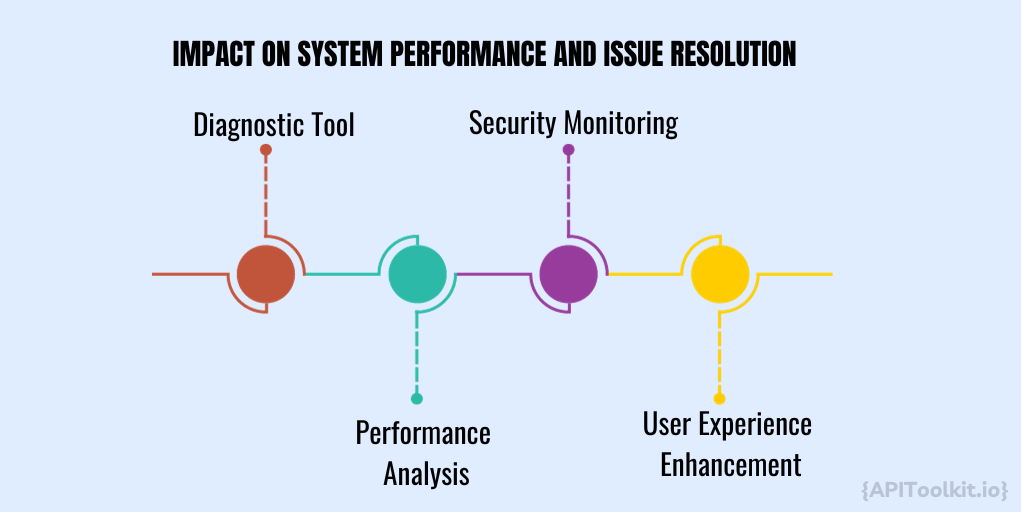 IMPACT ON SYSTEM PERFORMANCE AND ISSUE RESOLUTION
Diagnostic Tool
Security Monitoring
Performance
Analysis
User Experience
Enhancement
{APIToolkit.io}